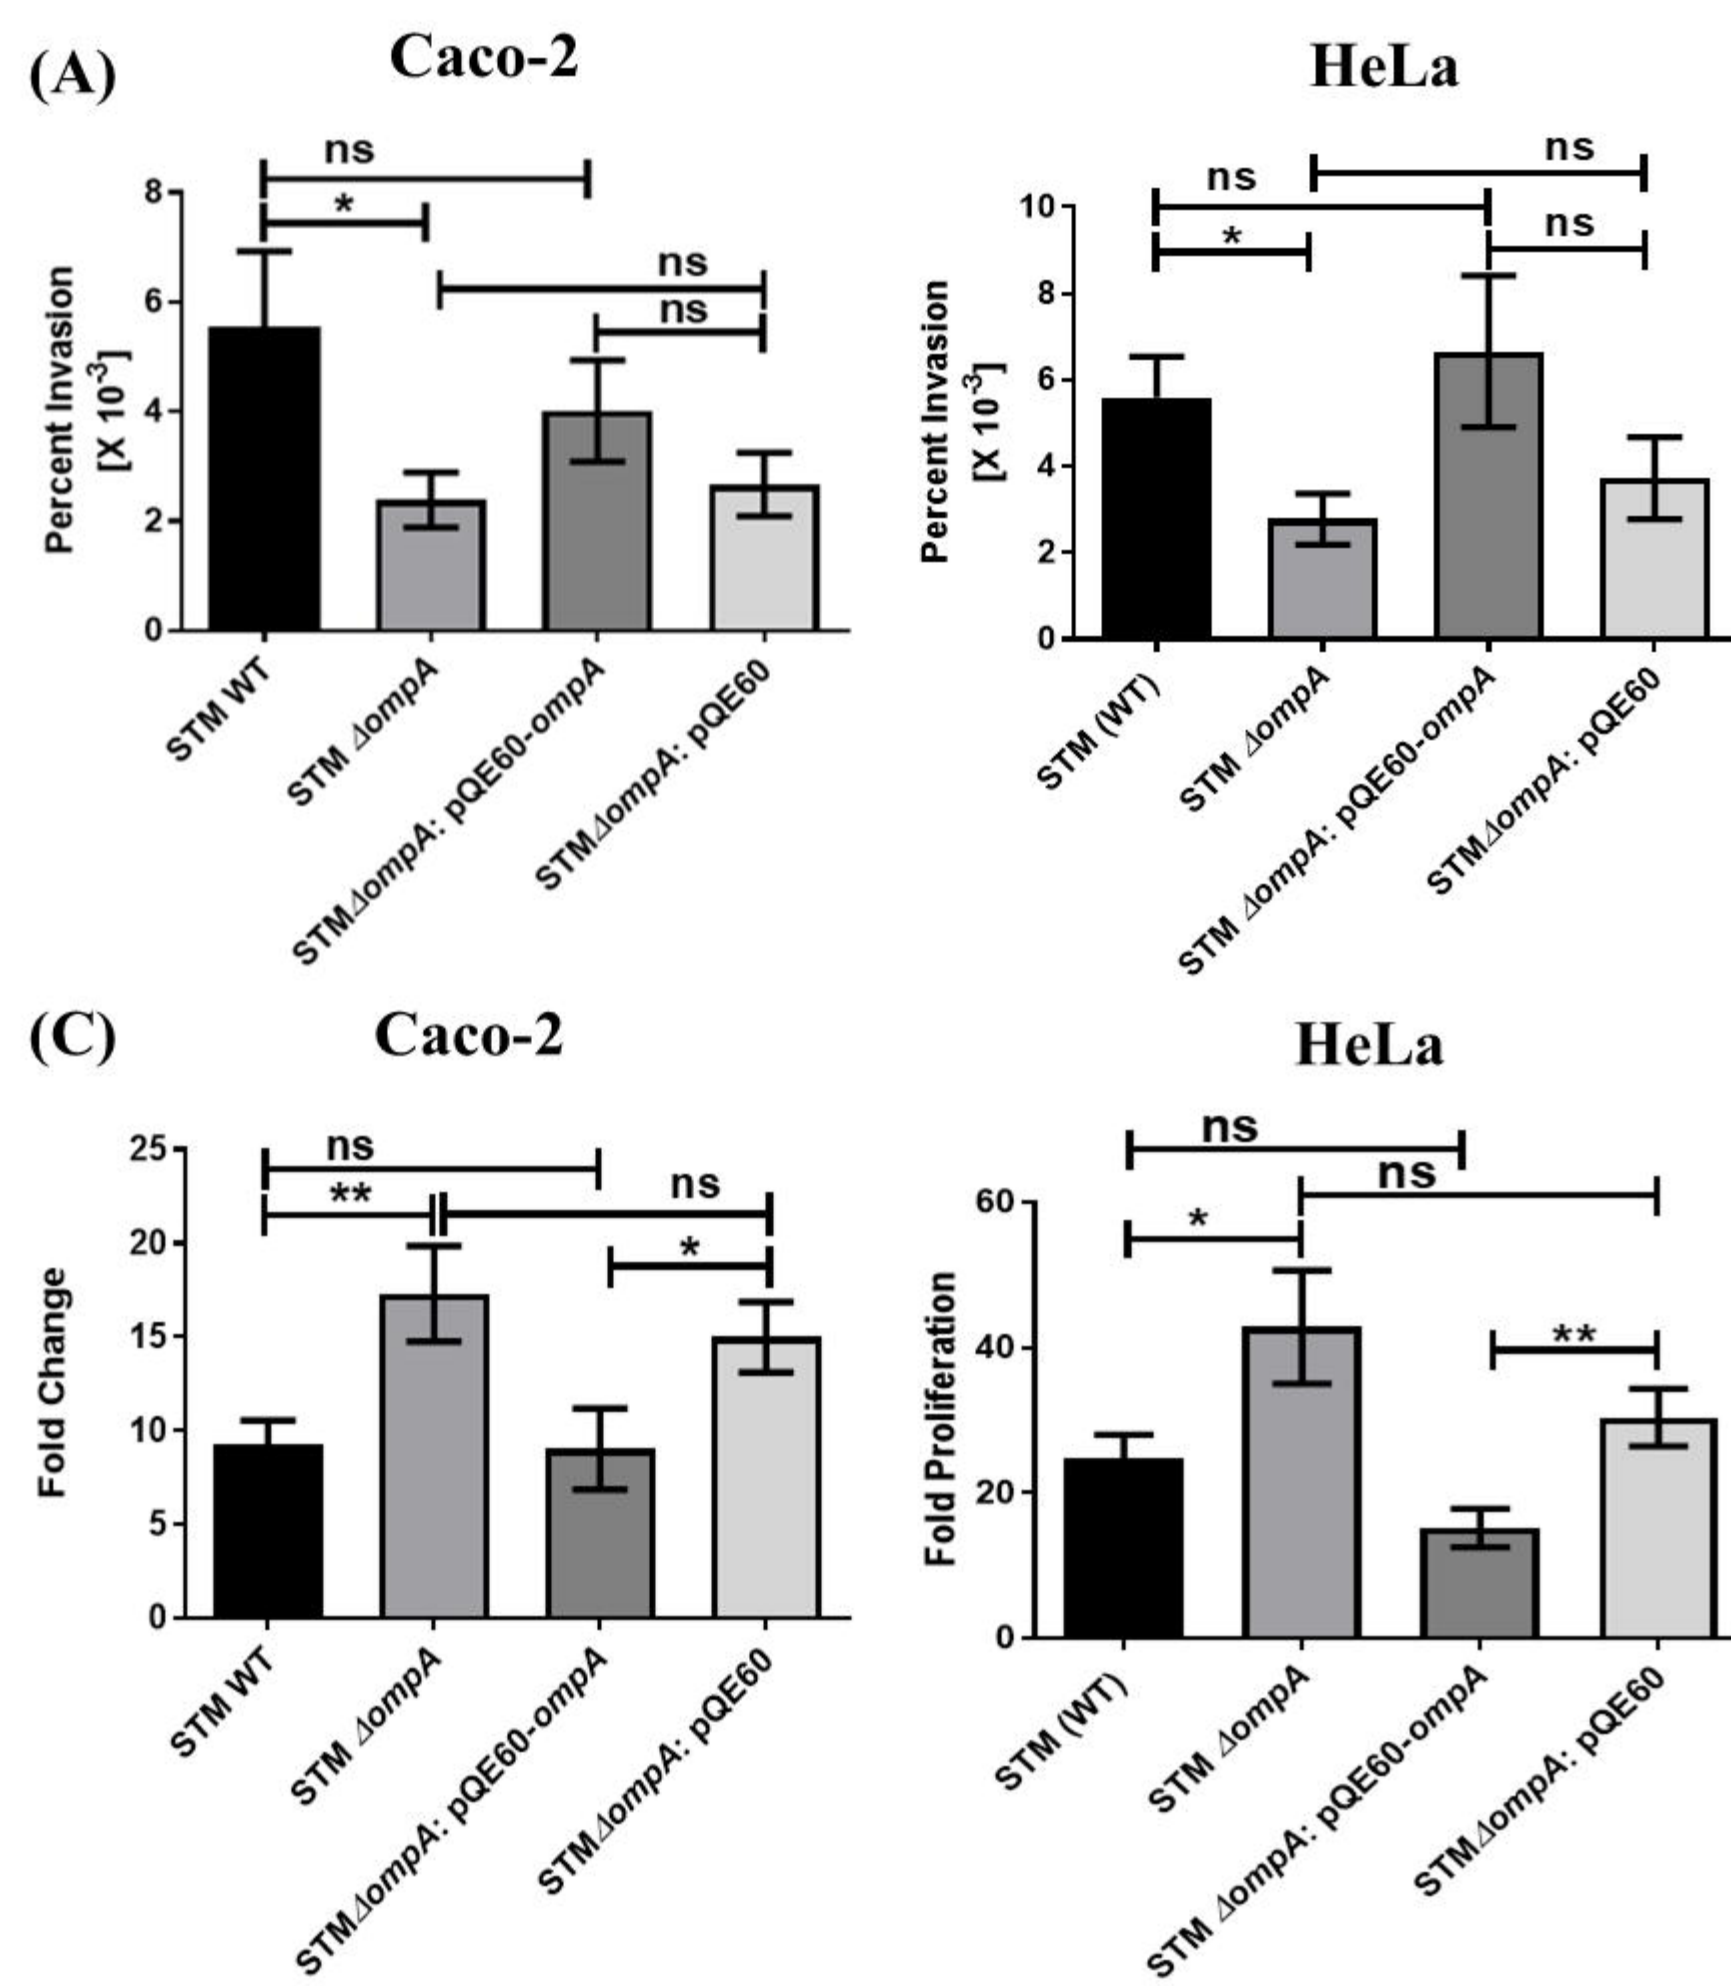 (A)
Caco-2
HeLa
Percent Invasion
[X 10-3]
8
6
4
2
0
ns
*
ns
ns
STM WT
STM ΔompA
STMΔompA: pQE60-ompA
STMΔompA: pQE60
Percent Invasion
[X 10-3]
10
8
6
4
2
0
ns
ns
*
ns
STM (WT)
STM ΔompA
STM ΔompA: pQE60-ompA
STMΔompA: pQE60
(C)
Caco-2
HeLa
Fold Change
25
20
15
10
5
0
ns
**
ns
*
STM WT
STM ΔompA
STMΔompA: pQE60-ompA
STMΔompA: pQE60
Fold Proliferation
60
40
20
0
ns
ns
*
**
STM (WT)
STM ΔompA
STM ΔompA: pQE60-ompA
STMΔompA: pQE60